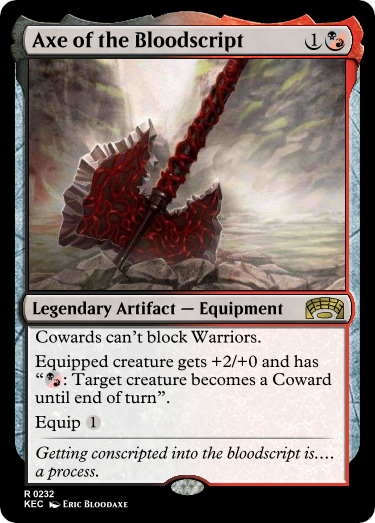 Axe of the Bloodscript 1
Legendary Artifact — Equipment
Cowards can't block Warriors.
Equipped creature gets +2/+0 and has
“: Target creature becomes a Coward
until end of turn”.
Equip 1
Getting conscripted into the bloodscript is….
a process.
R 0232
KEC Eric Bloodaxe